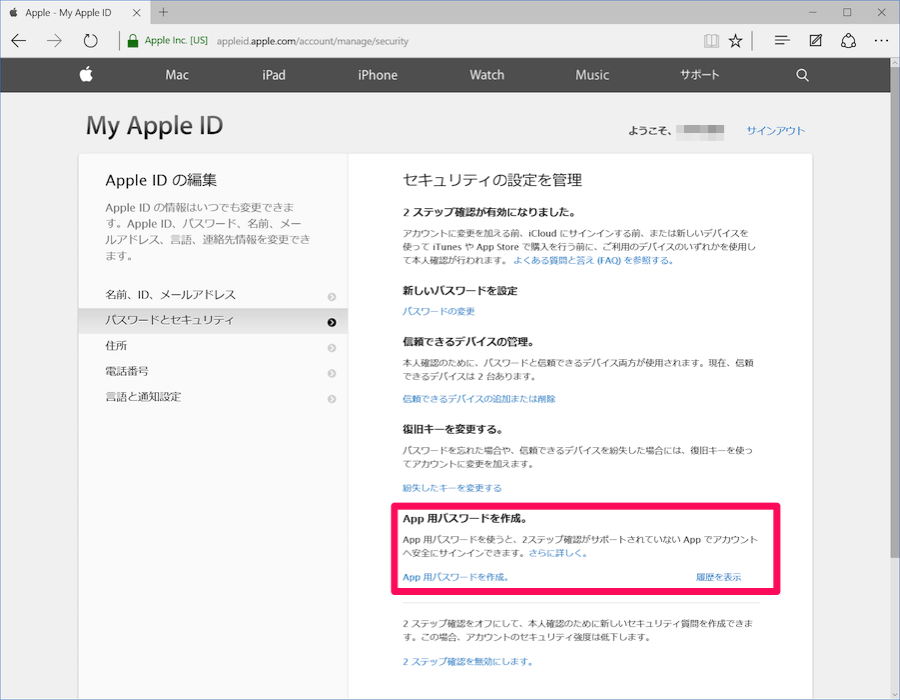 Apple - My Apple ID
Apple Inc. [US] appleid.apple.com/account/manage/security
Mac iPad iPhone Watch Music サポート
My Apple ID
ようこそ、 サインアウト
Apple ID の編集
Apple ID の情報はいつでも変更できま
す。Apple ID、パスワード、名前、メー
ルアドレス、言語、連絡先情報を変更でき
ます。
名前、ID、メールアドレス
パスワードとセキュリティ
住所
電話番号
言語と通知設定
セキュリティの設定を管理
2 ステップ確認が有効になりました。
アカウントに変更を加える前、iCloud にサインインする前、または新しいデバイスを
使って iTunes や App Store で購入を行う前に、ご利用のデバイスのいずれかを使用し
て本人確認が行われます。 よくある質問と答え (FAQ) を参照する。
新しいパスワードを設定
パスワードの変更
信頼できるデバイスの管理。
本人確認のために、パスワードと信頼できるデバイス両方が使用されます。現在、信頼
できるデバイスは 2 台あります。
信頼できるデバイスの追加または削除
復旧キーを変更する。
パスワードを忘れた場合や、信頼できるデバイスを紛失した場合には、復旧キーを使っ
てアカウントに変更を加えます。
紛失したキーを変更する
App 用パスワードを作成。
App 用パスワードを使うと、2ステップ確認がサポートされていない App でアカウント
へ安全にサインインできます。さらに詳しく。
App 用パスワードを作成。 履歴を表示
2 ステップ確認をオフにして、本人確認のために新しいセキュリティ質問を作成できま
す。この場合、アカウントのセキュリティ強度は低下します。
2 ステップ確認を無効にします。